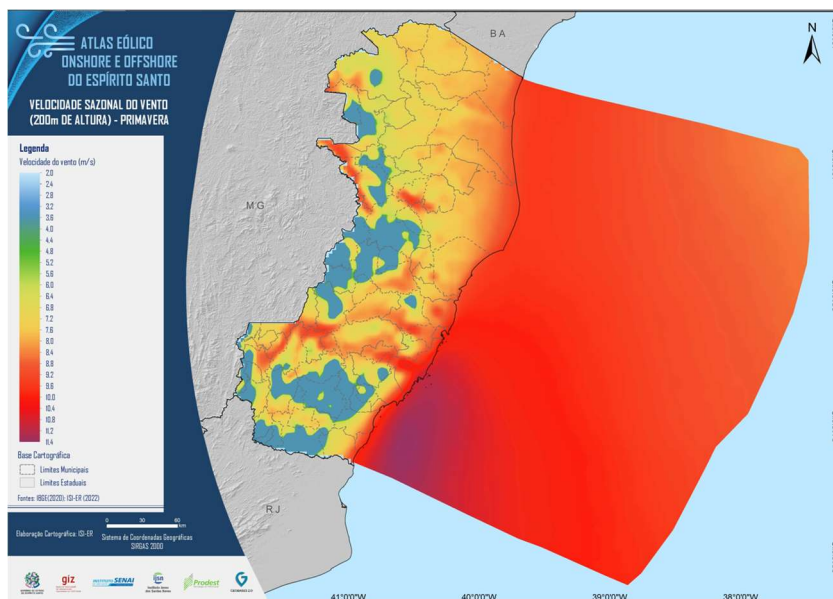 ATLAS EÓLICO
ONSHORE E OFFSHORE
DO ESPÍRITO SANTO
VELOCIDADE SAZONAL DO VENTO
(200m DE ALTURA) - PRIMAVERA
Legenda
Velocidade do vento (m/s)
2.0
2.4
2.8
3.2
3.6
4.0
4.4
4.8
5.2
5.6
6.0
6.4
6.8
7.2
7.6
8.0
8.4
8.8
9.2
9.6
10.0
10.4
10.8
11.2
11.4
Base Cartográfica
Limites Municipais
Limites Estaduais
Fontes: IBGE(2020); ISI-ER (2022)
Elaboração Cartográfica: ISI-ER
0 30 60
km
Sistema de Coordenadas Geográficas
SIRGAS 2000
giz
INSTITUTO SENAI
ijsn
Prodest
GEOBASES
BA
MG
RJ
N
41°0'0"W
40°0'0"W
39°0'0"W
38°0'0"W